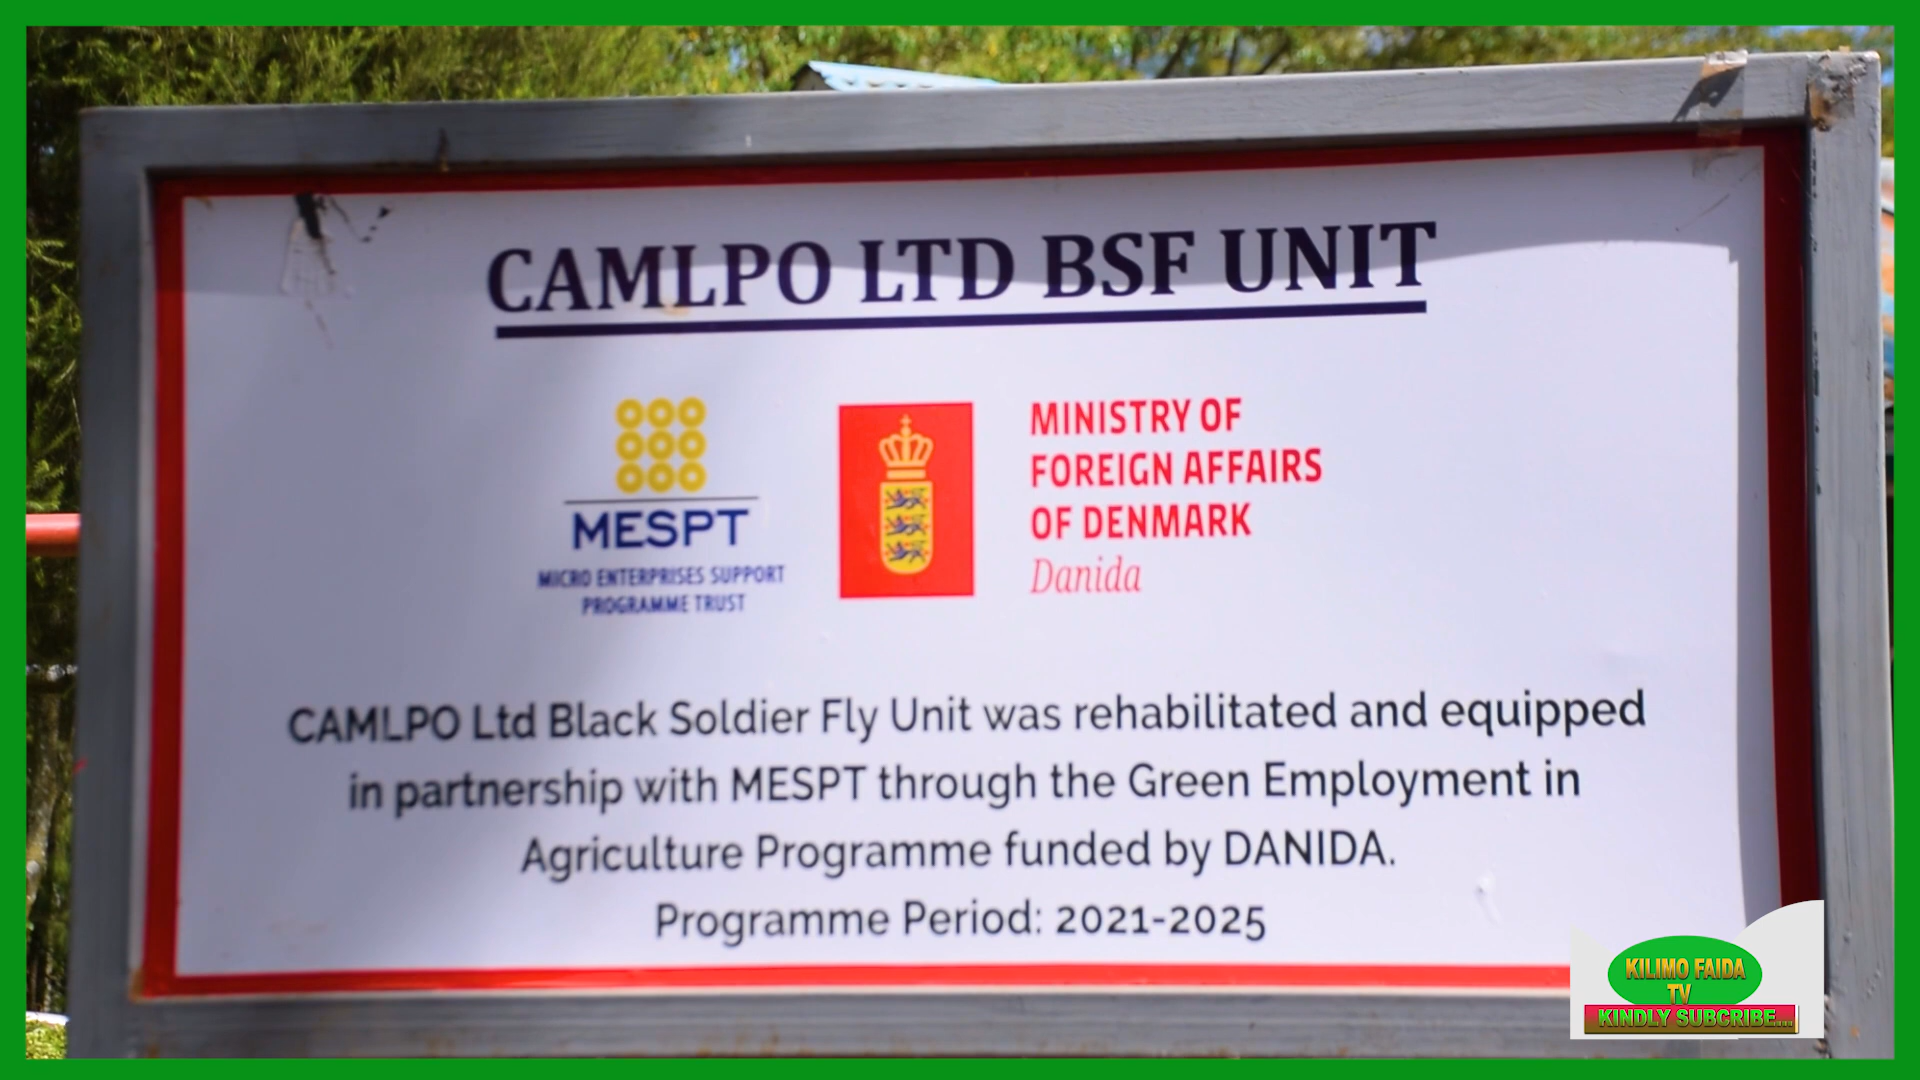 CAMLPO LTD BSF UNIT
MESPT
MICRO ENTERPRISES SUPPORT
PROGRAMME TRUST
MINISTRY OF
FOREIGN AFFAIRS
OF DENMARK
Danida
CAMLPO Ltd Black Soldier Fly Unit was rehabilitated and equipped
in partnership with MESPT through the Green Employment in
Agriculture Programme funded by DANIDA.
Programme Period: 2021-2025
KILIMO FAIDA
TV
KINDLY SUBCRIBE....